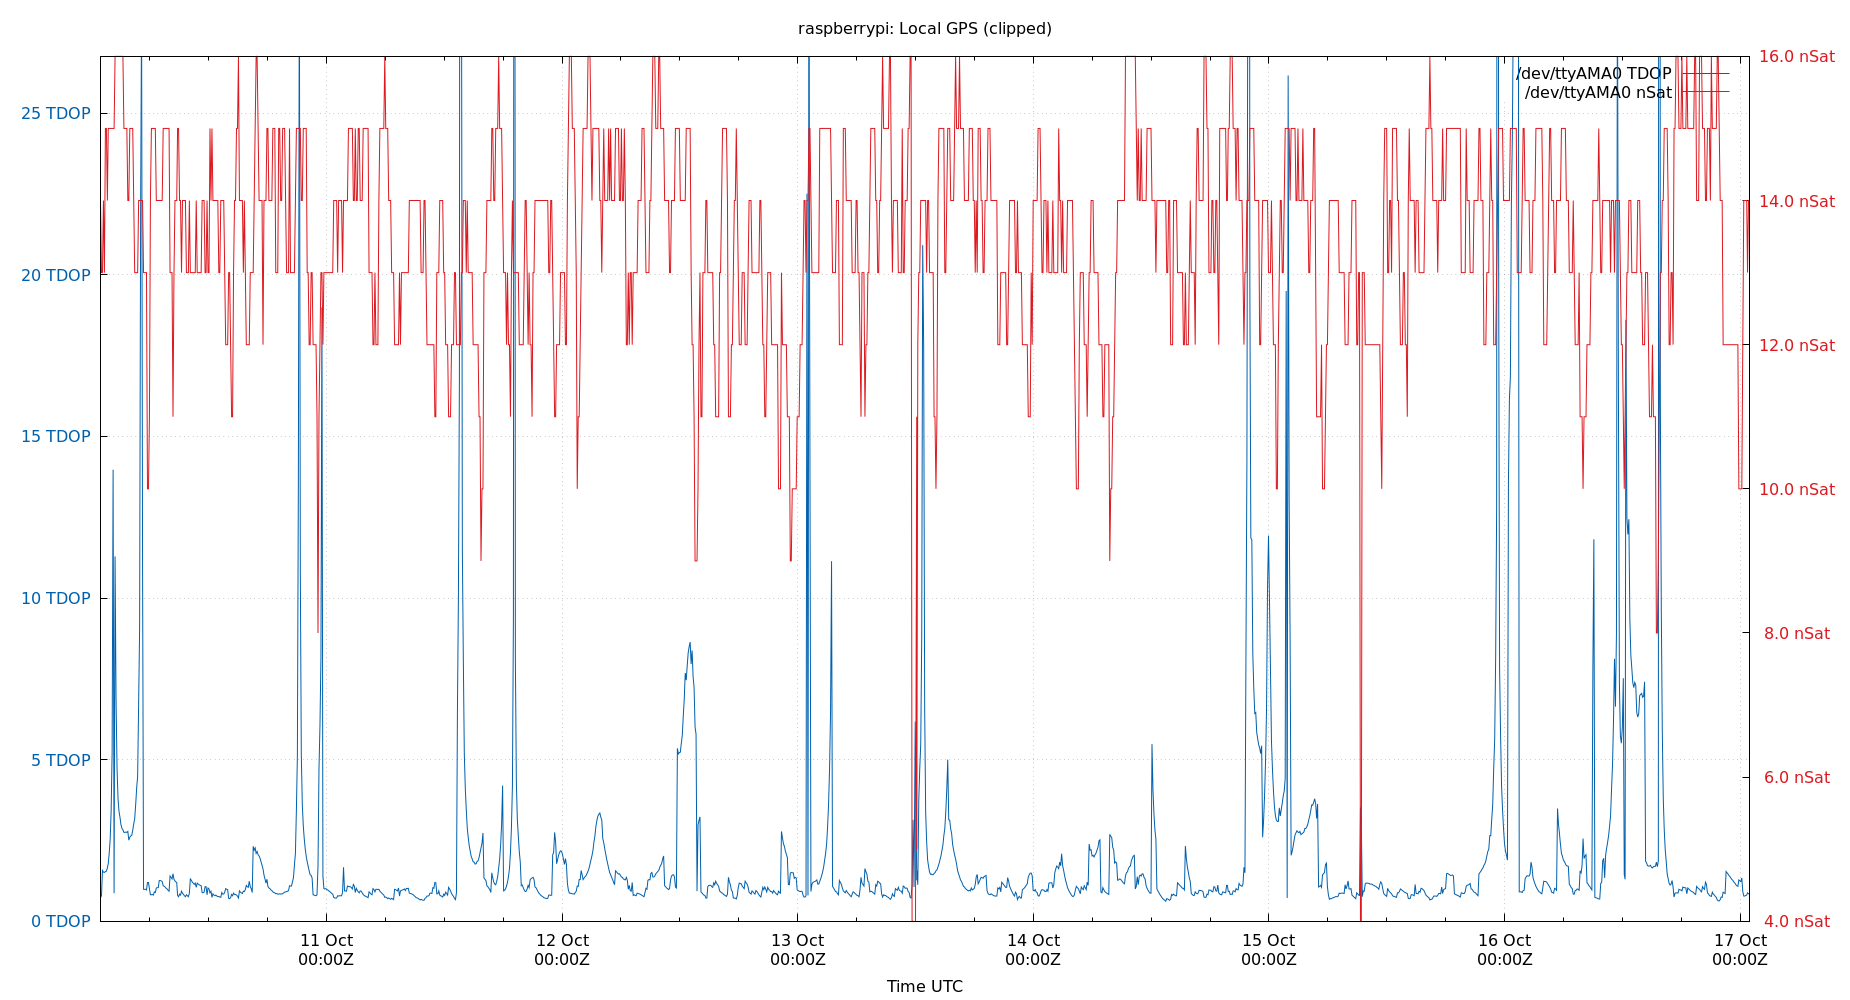 raspberrypi: Local GPS (clipped)
16.0 nSat
/dev/ttyAMA0 TDOP
/dev/ttyAMA0 nSat
25 TDOP
14.0 nSat
20 TDOP
12.0 nSat
15 TDOP
10.0 nSat
10 TDOP
8.0 nSat
5 TDOP
6.0 nSat
0 TDOP
4.0 nSat
11 Oct 12 Oct 13 Oct 14 Oct 15 Oct 16 Oct 17 Oct
00:00Z 00:00Z 00:00Z 00:00Z 00:00Z 00:00Z 00:00Z
Time UTC